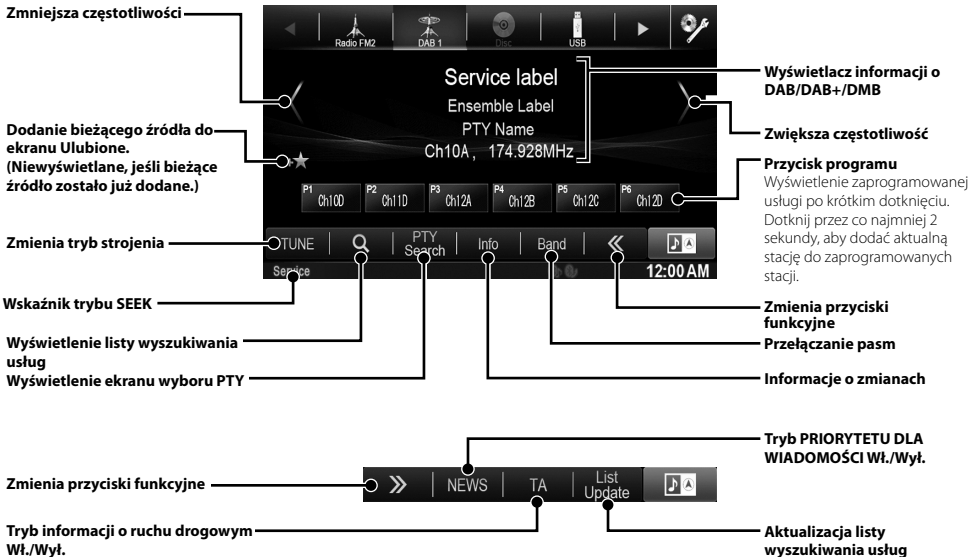 Zmniejsza częstotliwości
Radio FM2
DAB 1
Disc
USB
Service label
Ensemble Label
PTY Name
Ch10A , 174.928MHz
Wyświetlacz informacji o
DAB/DAB+/DMB
Zwiększa częstotliwość
Dodanie bieżącego źródła do
ekranu Ulubione.
(Niewyświetlane, jeśli bieżące
źródło zostało już dodane.)
P1 Ch10D
P2 Ch11D
P3 Ch12A
P4 Ch12B
P5 Ch12C
P6 Ch12D
Przycisk programu
Wyświetlenie zaprogramowanej
usługi po krótkim dotknięciu.
Dotknij przez co najmniej 2
sekundy, aby dodać aktualną
stację do zaprogramowanych
stacji.
Zmienia tryb strojenia
TUNE
PTY
Search
Info
Band
Service
12:00 AM
Wskaźnik trybu SEEK
Wyświetlenie listy wyszukiwania
usług
Wyświetlenie ekranu wyboru PTY
Zmienia przyciski
funkcyjne
Przełączanie pasm
Informacje o zmianach
Tryb PRIORYTETU DLA
WIADOMOŚCI Wł./Wył.
Zmienia przyciski funkcyjne
NEWS
TA
List
Update
Tryb informacji o ruchu drogowym
Wł./Wył.
Aktualizacja listy
wyszukiwania usług